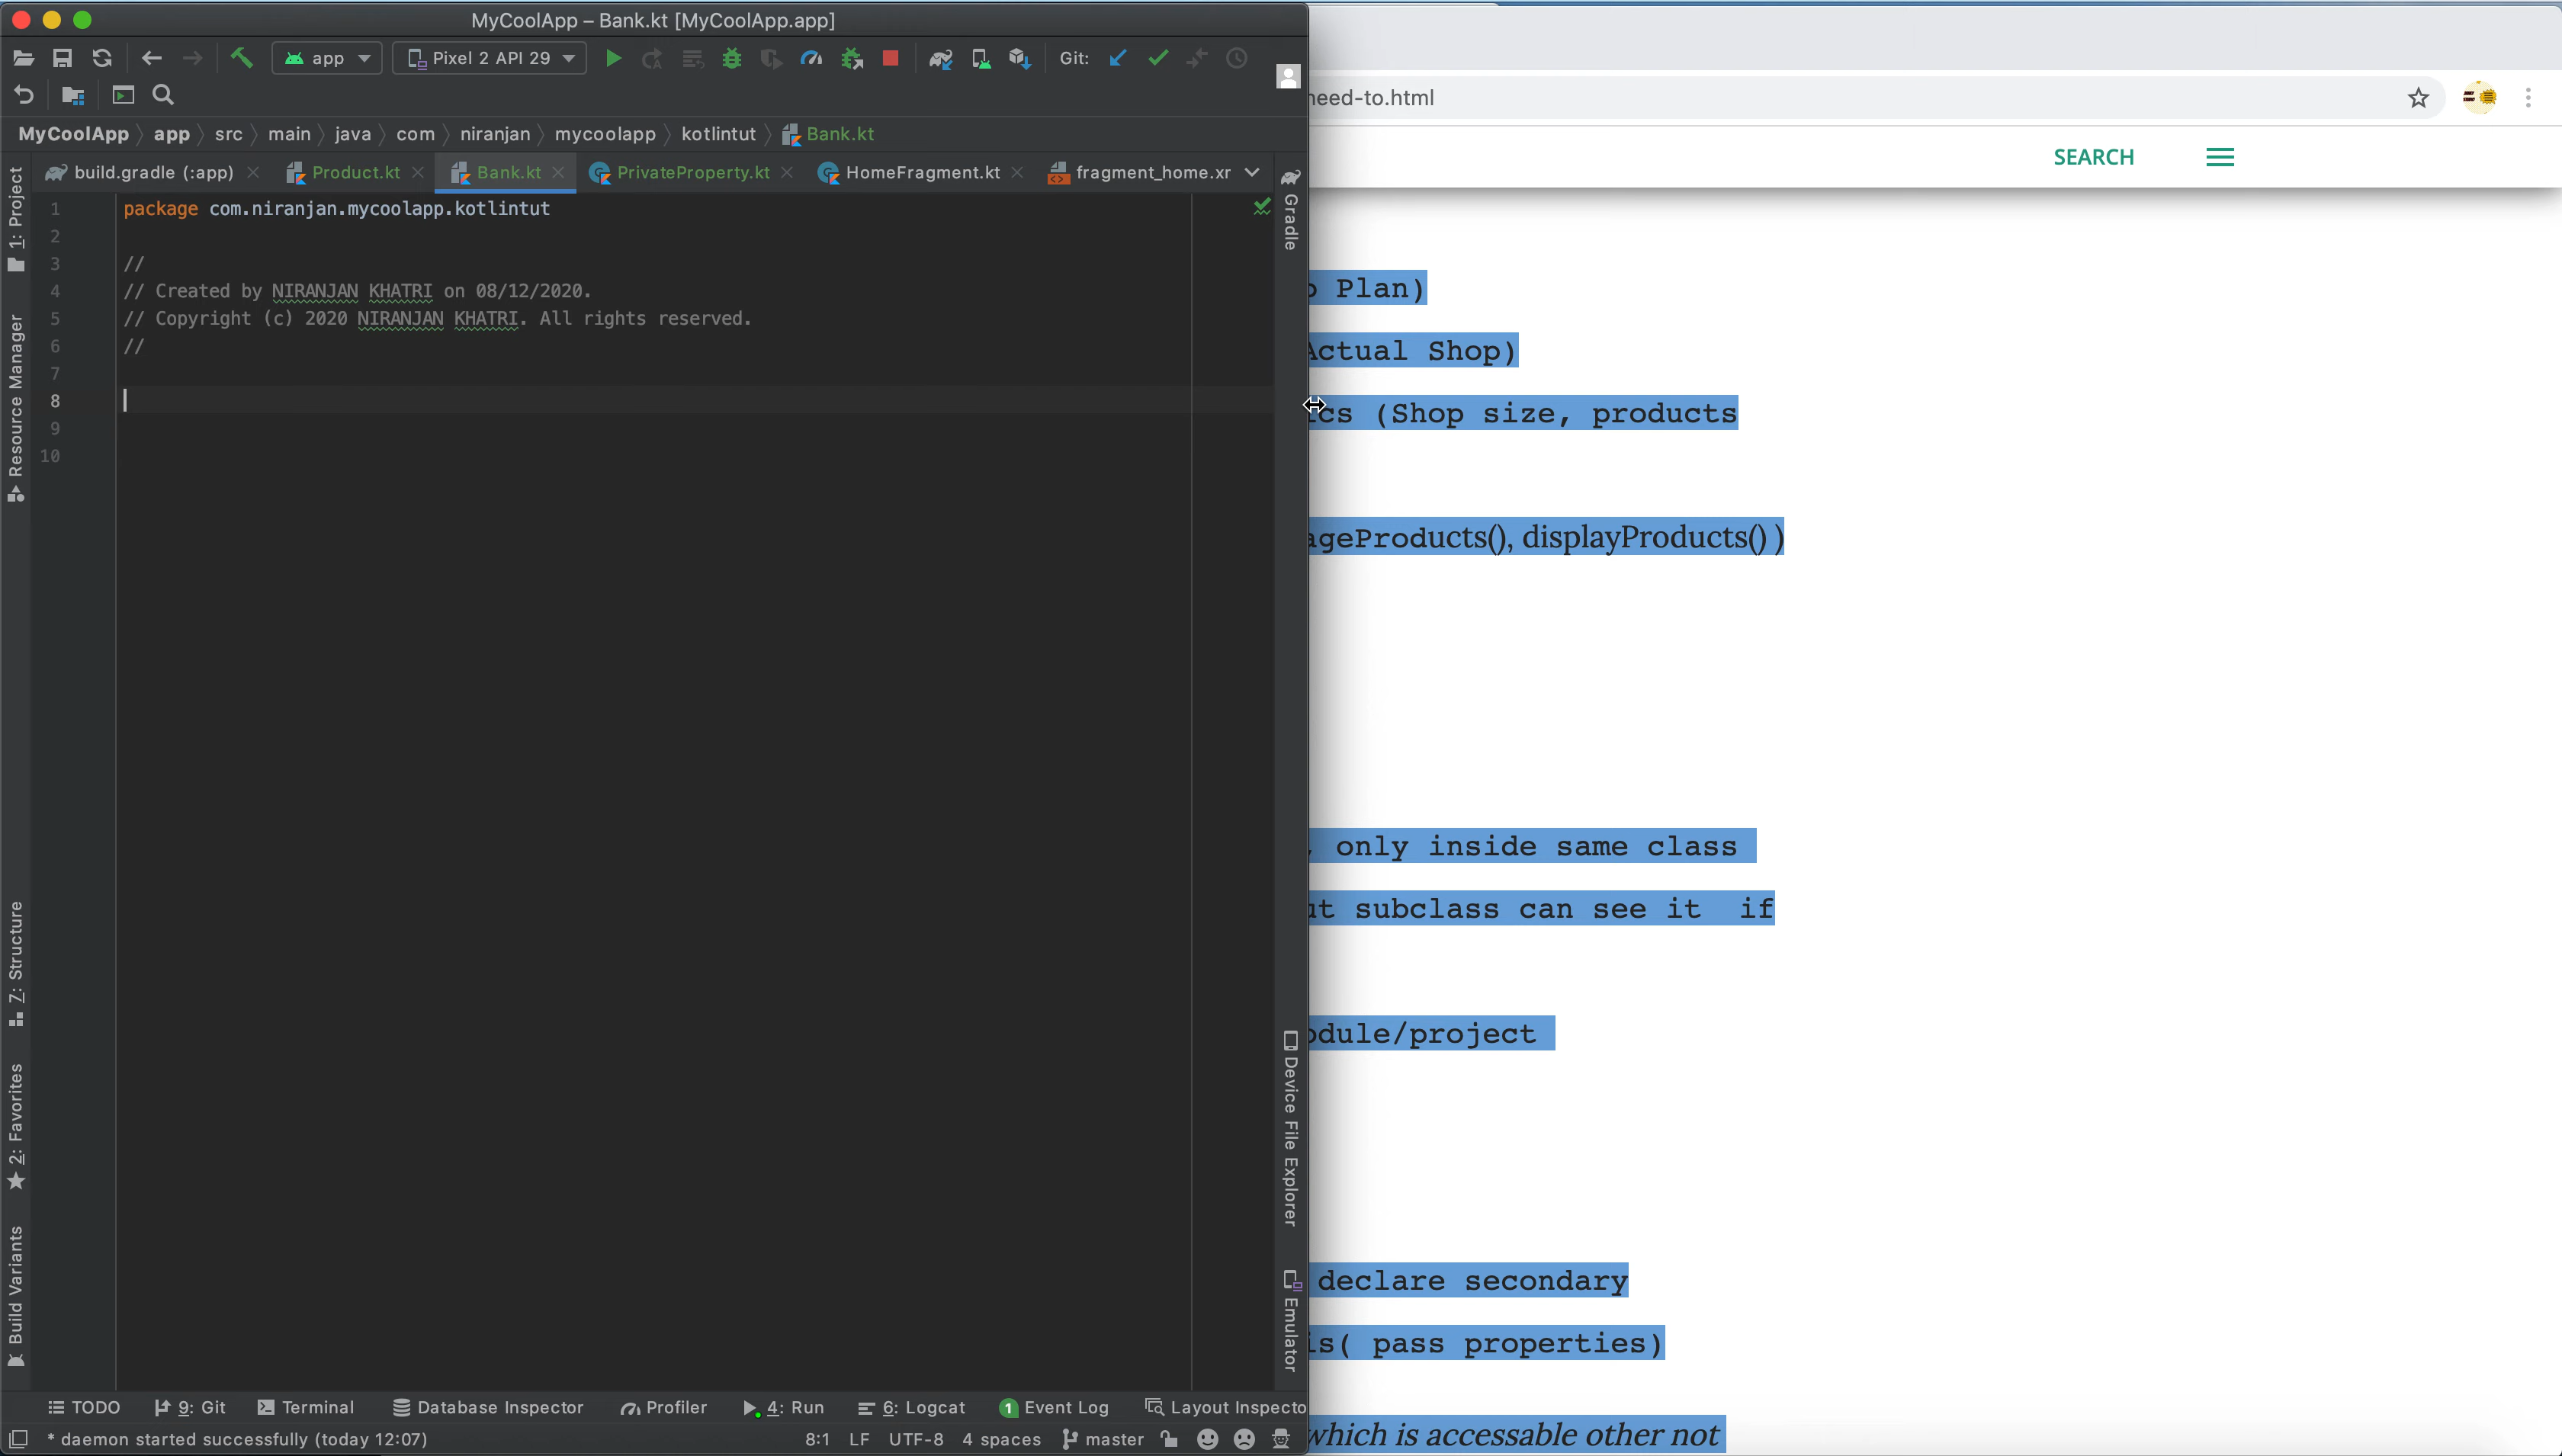 MyCoolApp – Bank.kt [MyCoolApp.app]
app
Pixel 2 API 29
Git:
MyCoolApp app src main java com niranjan mycoolapp kotlintut Bank.kt
build.gradle (:app) Product.kt Bank.kt PrivateProperty.kt HomeFragment.kt fragment_home.xr
1 package com.niranjan.mycoolapp.kotlintut
2
3 //
4 // Created by NIRANJAN KHATRI on 08/12/2020.
5 // Copyright (c) 2020 NIRANJAN KHATRI. All rights reserved.
6 //
7
8
9
10
1: Project
Resource Manager
7: Structure
2: Favorites
Build Variants
Gradle
Device File Explorer
Emulator
TODO 9: Git Terminal Database Inspector Profiler 4: Run 6: Logcat 1 Event Log Layout Inspecto
* daemon started successfully (today 12:07) 8:1 LF UTF-8 4 spaces master
need-to.html
SEARCH
Plan)
Actual Shop)
ics (Shop size, products
ageProducts(), displayProducts() )
, only inside same class
ut subclass can see it if
odule/project
declare secondary
is( pass properties)
which is accessable other not